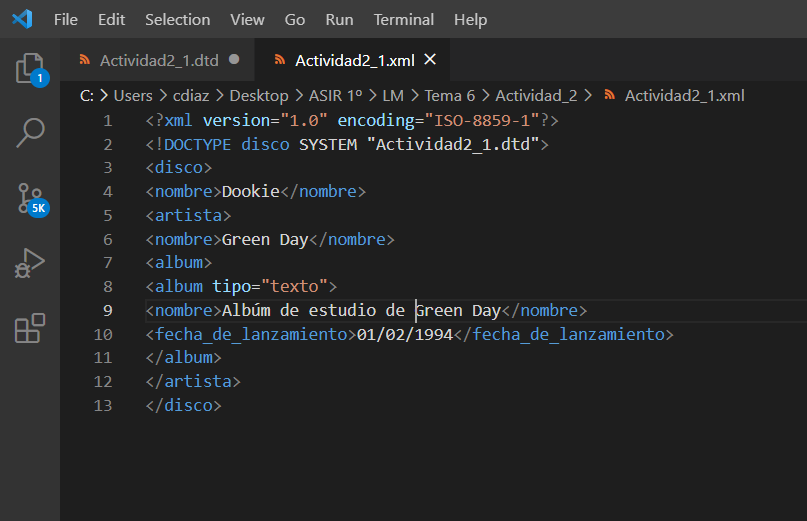 File Edit Selection View Go Run Terminal Help
Actividad2_1.dtd Actividad2_1.xml
1
5K
C: > Users > cdiaz > Desktop > ASIR 1º > LM > Tema 6 > Actividad_2 > Actividad2_1.xml
1 <?xml version="1.0" encoding="ISO-8859-1"?>
2 <!DOCTYPE disco SYSTEM "Actividad2_1.dtd">
3 <disco>
4 <nombre>Dookie</nombre>
5 <artista>
6 <nombre>Green Day</nombre>
7 <album>
8 <album tipo="texto">
9 <nombre>Albúm de estudio de Green Day</nombre>
10 <fecha_de_lanzamiento>01/02/1994</fecha_de_lanzamiento>
11 </album>
12 </artista>
13 </disco>